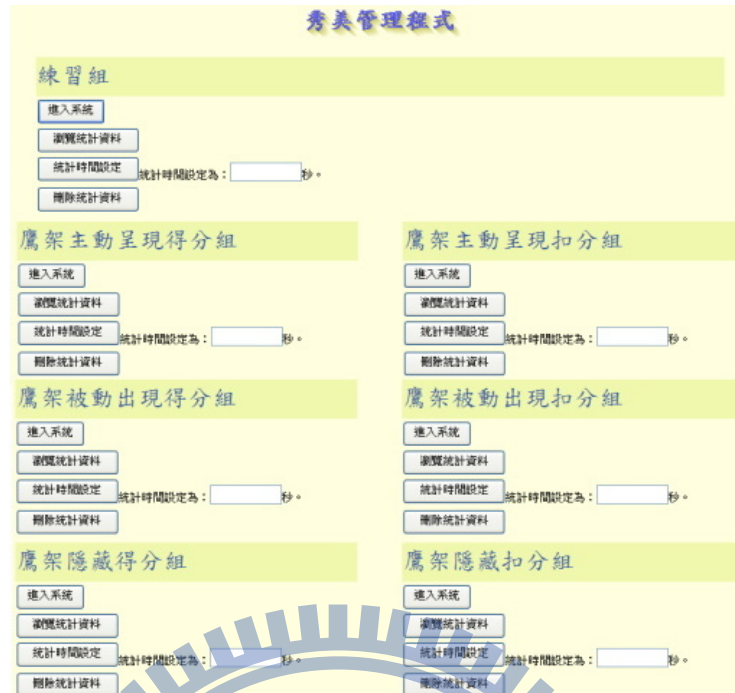 秀美管理程式
練習組
進入系統
瀏覽統計資料
統計時間設定 統計時間設定為： 秒。
刪除統計資料
鷹架主動呈現得分組
進入系統
瀏覽統計資料
統計時間設定 統計時間設定為： 秒。
刪除統計資料
鷹架主動呈現扣分組
進入系統
瀏覽統計資料
統計時間設定 統計時間設定為： 秒。
刪除統計資料
鷹架被動出現得分組
進入系統
瀏覽統計資料
統計時間設定 統計時間設定為： 秒。
刪除統計資料
鷹架被動出現扣分組
進入系統
瀏覽統計資料
統計時間設定 統計時間設定為： 秒。
刪除統計資料
鷹架隱藏得分組
進入系統
瀏覽統計資料
統計時間設定 統計時間設定為： 秒。
刪除統計資料
鷹架隱藏扣分組
進入系統
瀏覽統計資料
統計時間設定 統計時間設定為： 秒。
刪除統計資料